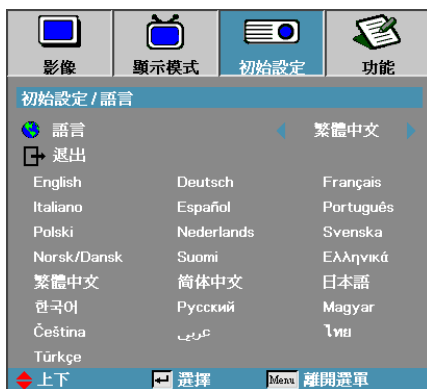 影像 顯示模式 初始設定 功能
初始設定 / 語言
語言 繁體中文
退出
English Deutsch Français
Italiano Español Português
Polski Nederlands Svenska
Norsk/Dansk Suomi Ελληνικά
繁體中文 简体中文 日本語
한국어 Русский Magyar
Čeština عربي ไทย
Türkçe
上下 選擇 Menu 離開選單